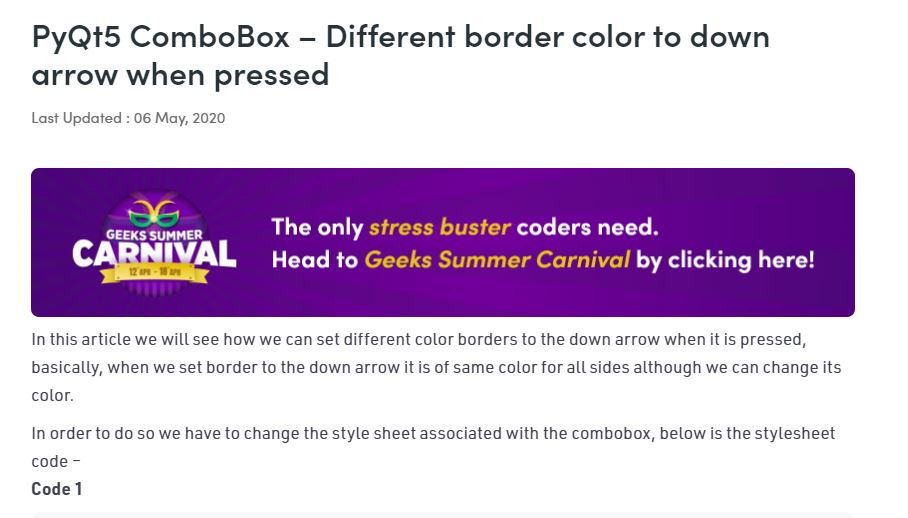 PyQt5 ComboBox – Different border color to down
arrow when pressed
Last Updated : 06 May, 2020
GEEKS SUMMER
CARNIVAL
12 APR - 18 APR
The only stress buster coders need.
Head to Geeks Summer Carnival by clicking here!
In this article we will see how we can set different color borders to the down arrow when it is pressed,
basically, when we set border to the down arrow it is of same color for all sides although we can change its
color.
In order to do so we have to change the style sheet associated with the combobox, below is the stylesheet
code –
Code 1